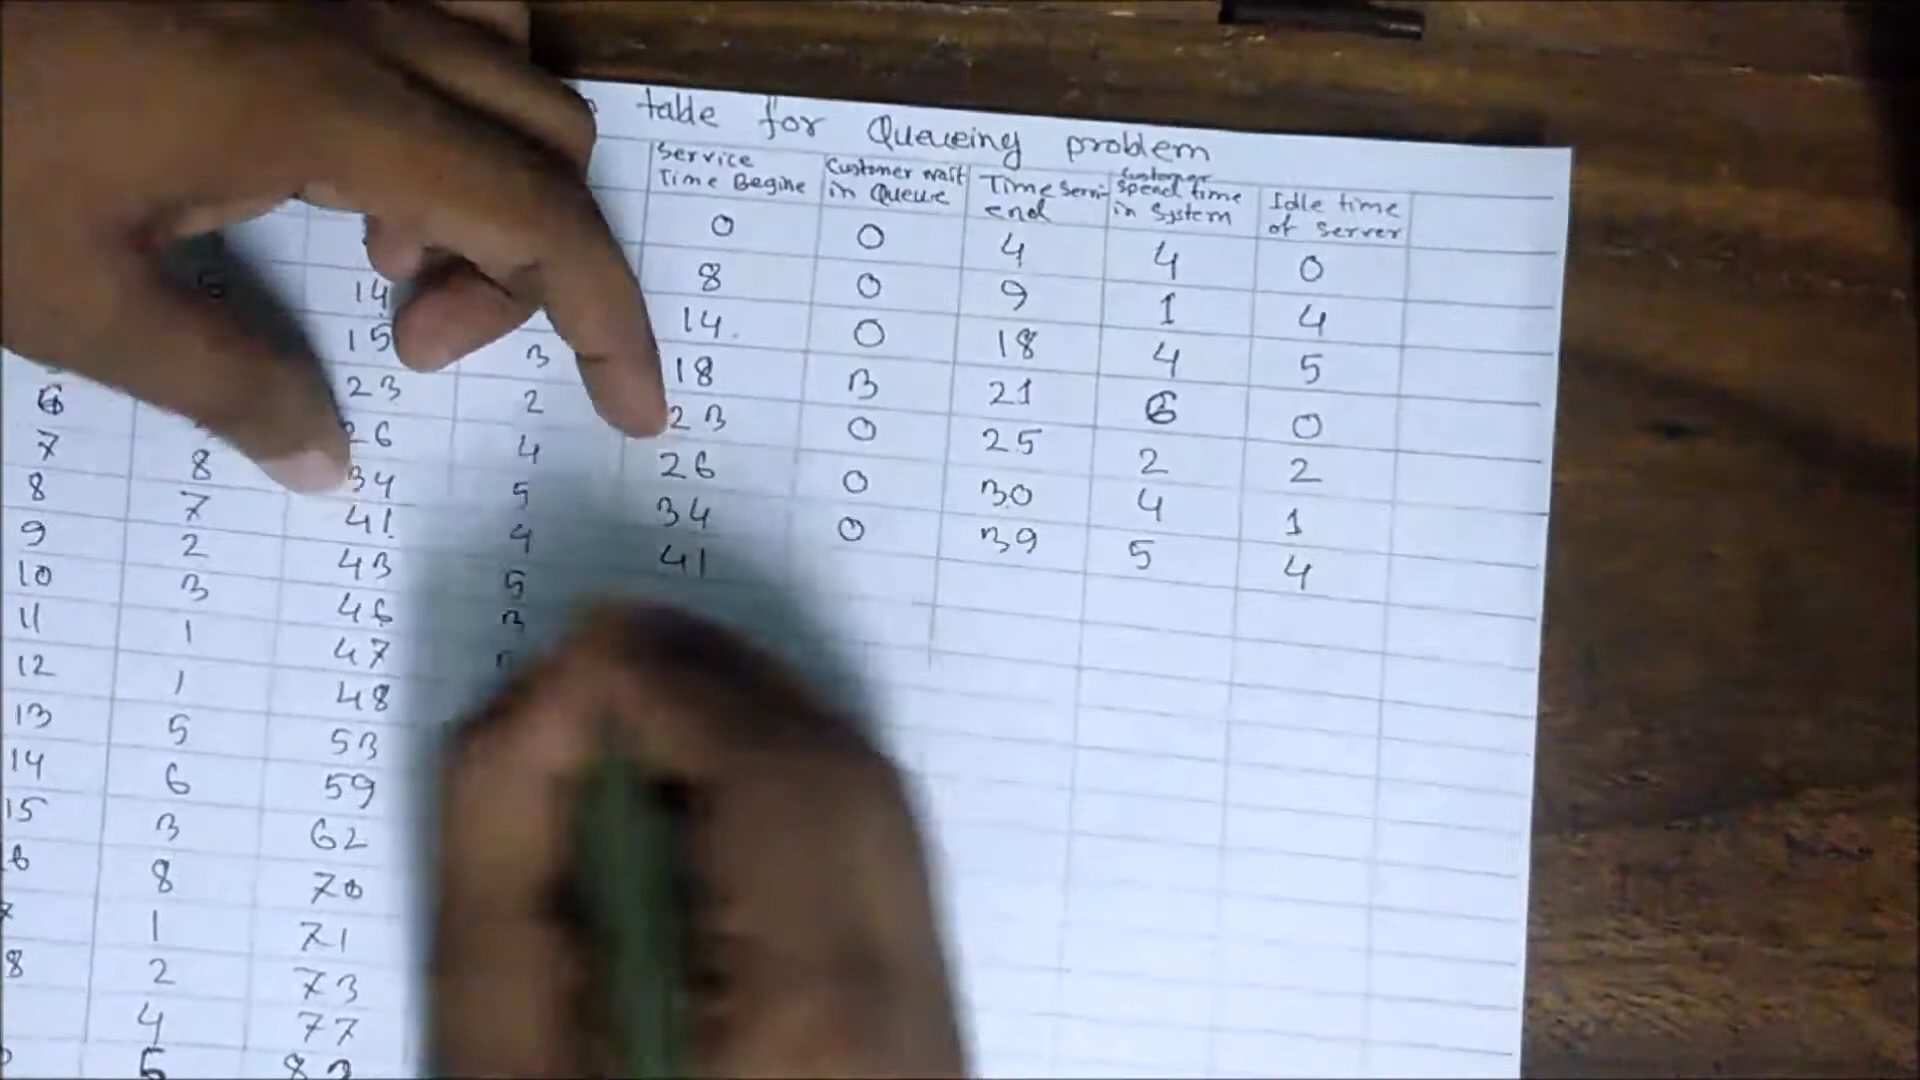 table for Queueing problem
Service Time Begine | Customer wait in Queue | Time Servi end | Customer spend time in System | Idle time of Server
0 0 4 4 0
8 0 9 1 4
14 14 0 18 4 5
15 3 18 3 21 6 0
23 2 23 0 25 2 2
6 26 4 26 0 30 4 1
7 8 34 5 34 0 39 5 4
8 7 41 4 41
9 2 43 5
10 3 46 3
11 1 47
12 1 48
13 5 53
14 6 59
15 3 62
6 8 70
7 1 71
8 2 73
4 77
5 82